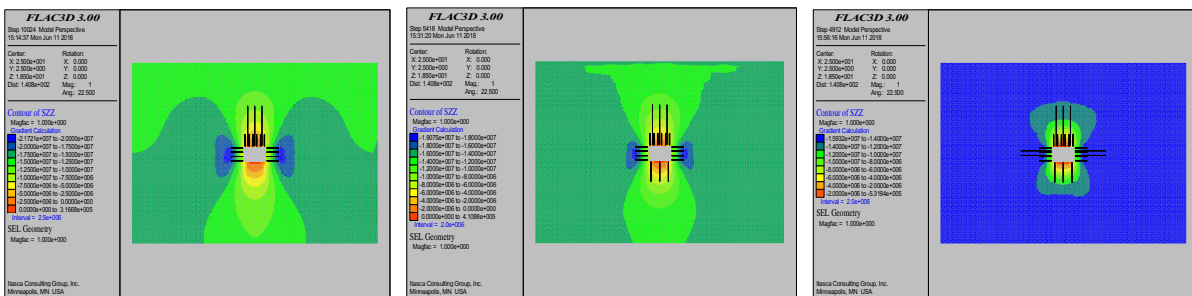 FLAC3D 3.00
Step 10024 Model Perspective
15:14:37 Mon Jun 11 2018
Center: Rotation:
X: 2.500e+001 X: 0.000
Y: 2.500e+000 Y: 0.000
Z: 1.850e+001 Z: 0.000
Dist: 1.408e+002 Mag.: 1
Ang.: 22.500
Contour of SZZ
Magfac = 1.000e+000
Gradient Calculation
-2.1721e+007 to -2.0000e+007
-2.0000e+007 to -1.7500e+007
-1.7500e+007 to -1.5000e+007
-1.5000e+007 to -1.2500e+007
-1.2500e+007 to -1.0000e+007
-1.0000e+007 to -7.5000e+006
-7.5000e+006 to -5.0000e+006
-5.0000e+006 to -2.5000e+006
-2.5000e+006 to 0.0000e+000
0.0000e+000 to 3.1668e+005
Interval = 2.5e+006
SEL Geometry
Magfac = 1.000e+000
Itasca Consulting Group, Inc.
Minneapolis, MN USA
FLAC3D 3.00
Step 5418 Model Perspective
15:31:20 Mon Jun 11 2018
Center: Rotation:
X: 2.500e+001 X: 0.000
Y: 2.500e+000 Y: 0.000
Z: 1.850e+001 Z: 0.000
Dist: 1.408e+002 Mag.: 1
Ang.: 22.500
Contour of SZZ
Magfac = 1.000e+000
Gradient Calculation
-1.9075e+007 to -1.8000e+007
-1.8000e+007 to -1.6000e+007
-1.6000e+007 to -1.4000e+007
-1.4000e+007 to -1.2000e+007
-1.2000e+007 to -1.0000e+007
-1.0000e+007 to -8.0000e+006
-8.0000e+006 to -6.0000e+006
-6.0000e+006 to -4.0000e+006
-4.0000e+006 to -2.0000e+006
-2.0000e+006 to 0.0000e+000
0.0000e+000 to 4.1088e+005
Interval = 2.0e+006
SEL Geometry
Magfac = 1.000e+000
Itasca Consulting Group, Inc.
Minneapolis, MN USA
FLAC3D 3.00
Step 4912 Model Perspective
15:56:16 Mon Jun 11 2018
Center: Rotation:
X: 2.500e+001 X: 0.000
Y: 2.500e+000 Y: 0.000
Z: 1.850e+001 Z: 0.000
Dist: 1.408e+002 Mag.: 1
Ang.: 22.500
Contour of SZZ
Magfac = 1.000e+000
Gradient Calculation
-1.5592e+007 to -1.4000e+007
-1.4000e+007 to -1.2000e+007
-1.2000e+007 to -1.0000e+007
-1.0000e+007 to -8.0000e+006
-8.0000e+006 to -6.0000e+006
-6.0000e+006 to -4.0000e+006
-4.0000e+006 to -2.0000e+006
-2.0000e+006 to -5.3194e+005
Interval = 2.0e+006
SEL Geometry
Magfac = 1.000e+000
Itasca Consulting Group, Inc.
Minneapolis, MN USA